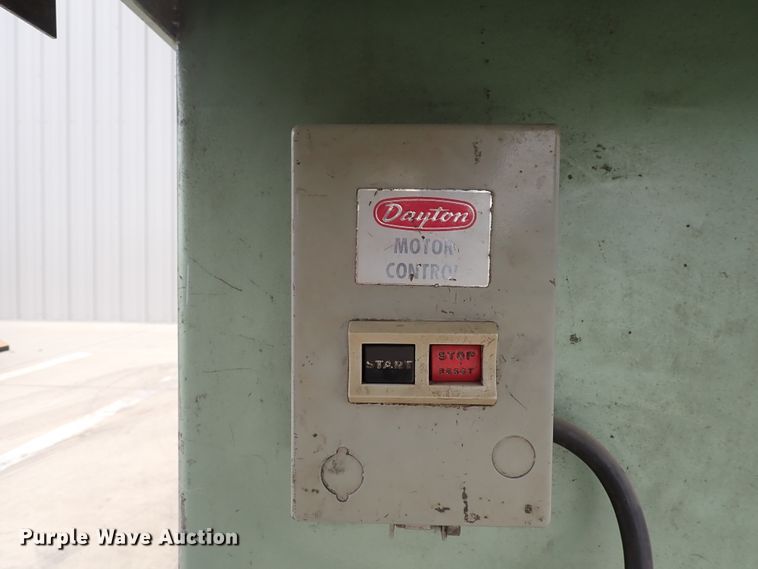 Dayton
MOTOR
CONTROL
START
STOP
RESET
Purple Wave Auction